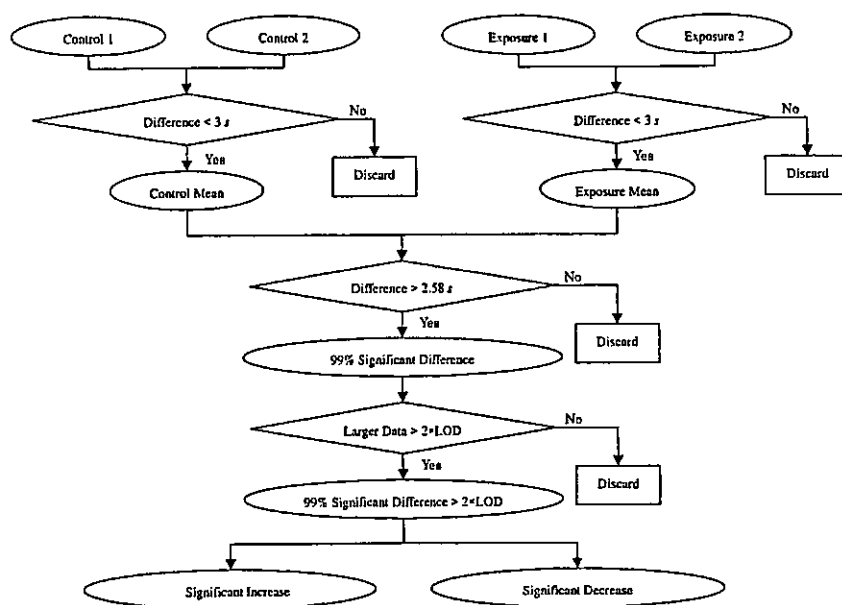 Control 1
Control 2
Exposure 1
Exposure 2
Difference < 3 s
No
Difference < 3 s
No
Yes
Discard
Yes
Discard
Control Mean
Exposure Mean
Difference > 2.58 s
No
Yes
Discard
99% Significant Difference
Larger Data > 2*LOD
No
Yes
Discard
99% Significant Difference > 2*LOD
Significant Increase
Significant Decrease